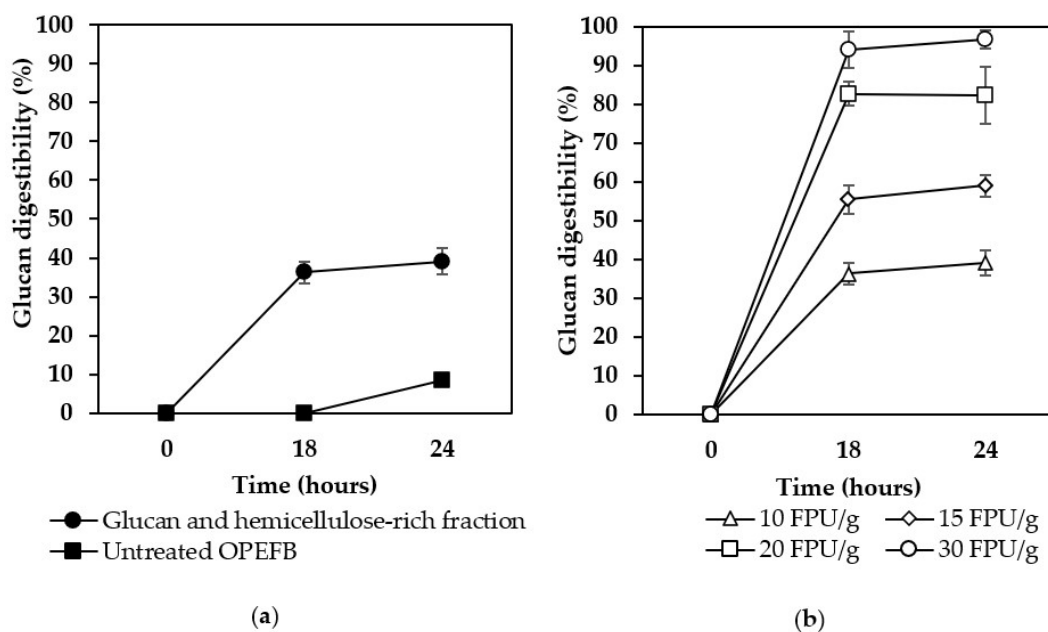 Glucan digestibility (%)
100
90
80
70
60
50
40
30
20
10
0
0 18 24
Time (hours)
Glucan and hemicellulose-rich fraction
Untreated OPEFB
(a)
Glucan digestibility (%)
100
90
80
70
60
50
40
30
20
10
0
0 18 24
Time (hours)
10 FPU/g 15 FPU/g
20 FPU/g 30 FPU/g
(b)